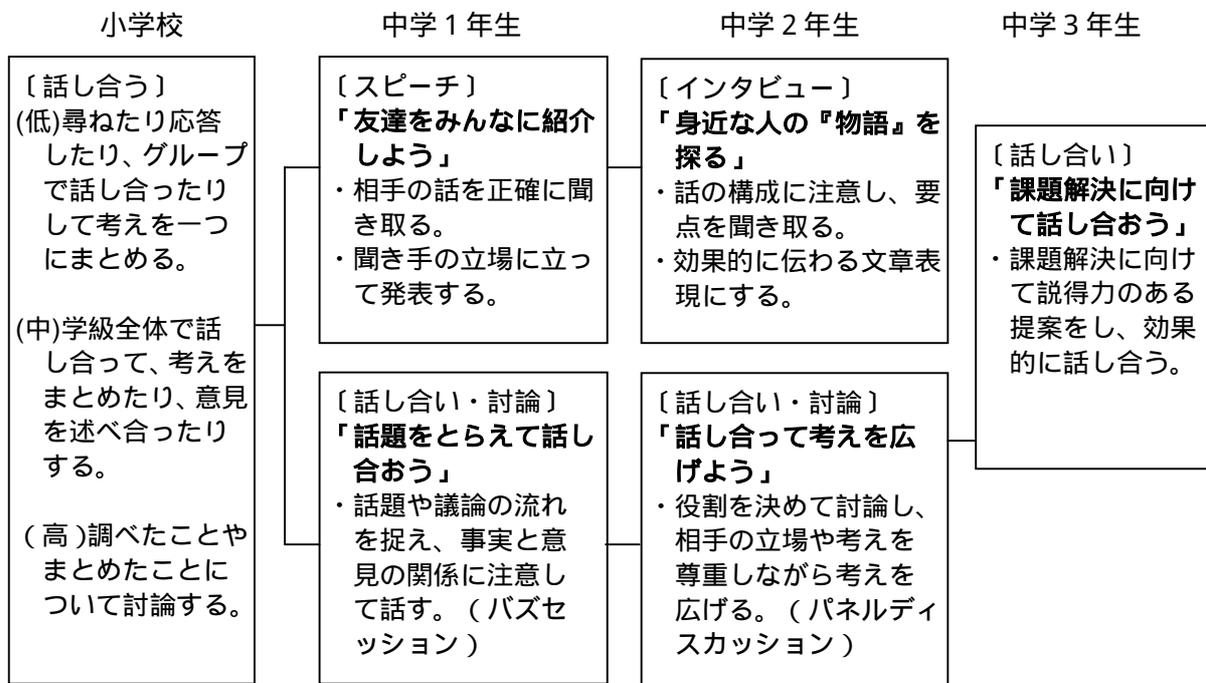 小学校
中学1年生
中学2年生
中学3年生
〔話し合う〕
(低)尋ねたり応答
したり、グループ
で話し合ったり
して考えを一つ
にまとめる。
(中)学級全体で話
し合って、考えを
まとめたり、意見
を述べ合ったり
する。
(高)調べたことや
まとめたことに
ついて討論する。
〔スピーチ〕
「友達をみんなに紹介
しよう」
・相手の話を正確に聞
き取る。
・聞き手の立場に立っ
て発表する。
〔話し合い・討論〕
「話題をとらえて話し
合おう」
・話題や議論の流れ
を捉え、事実と意
見の関係に注意し
て話す。(バズセ
ッション)
〔インタビュー〕
「身近な人の『物語』を
探る」
・話の構成に注意し、要
点を聞き取る。
・効果的に伝わる文章表
現にする。
〔話し合い・討論〕
「話し合って考えを広
げよう」
・役割を決めて討論し、
相手の立場や考えを
尊重しながら考えを
広げる。(パネルディ
スカッション)
〔話し合い〕
「課題解決に向け
て話し合おう」
・課題解決に向け
て説得力のある
提案をし、効果
的に話し合う。